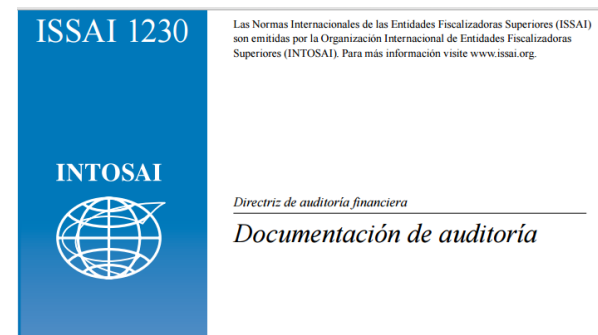 ISSAI 1230
Las Normas Internacionales de las Entidades Fiscalizadoras Superiores (ISSAI)
son emitidas por la Organización Internacional de Entidades Fiscalizadoras
Superiores (INTOSAI). Para más información visite www.issai.org.
INTOSAI
Directriz de auditoría financiera
Documentación de auditoría